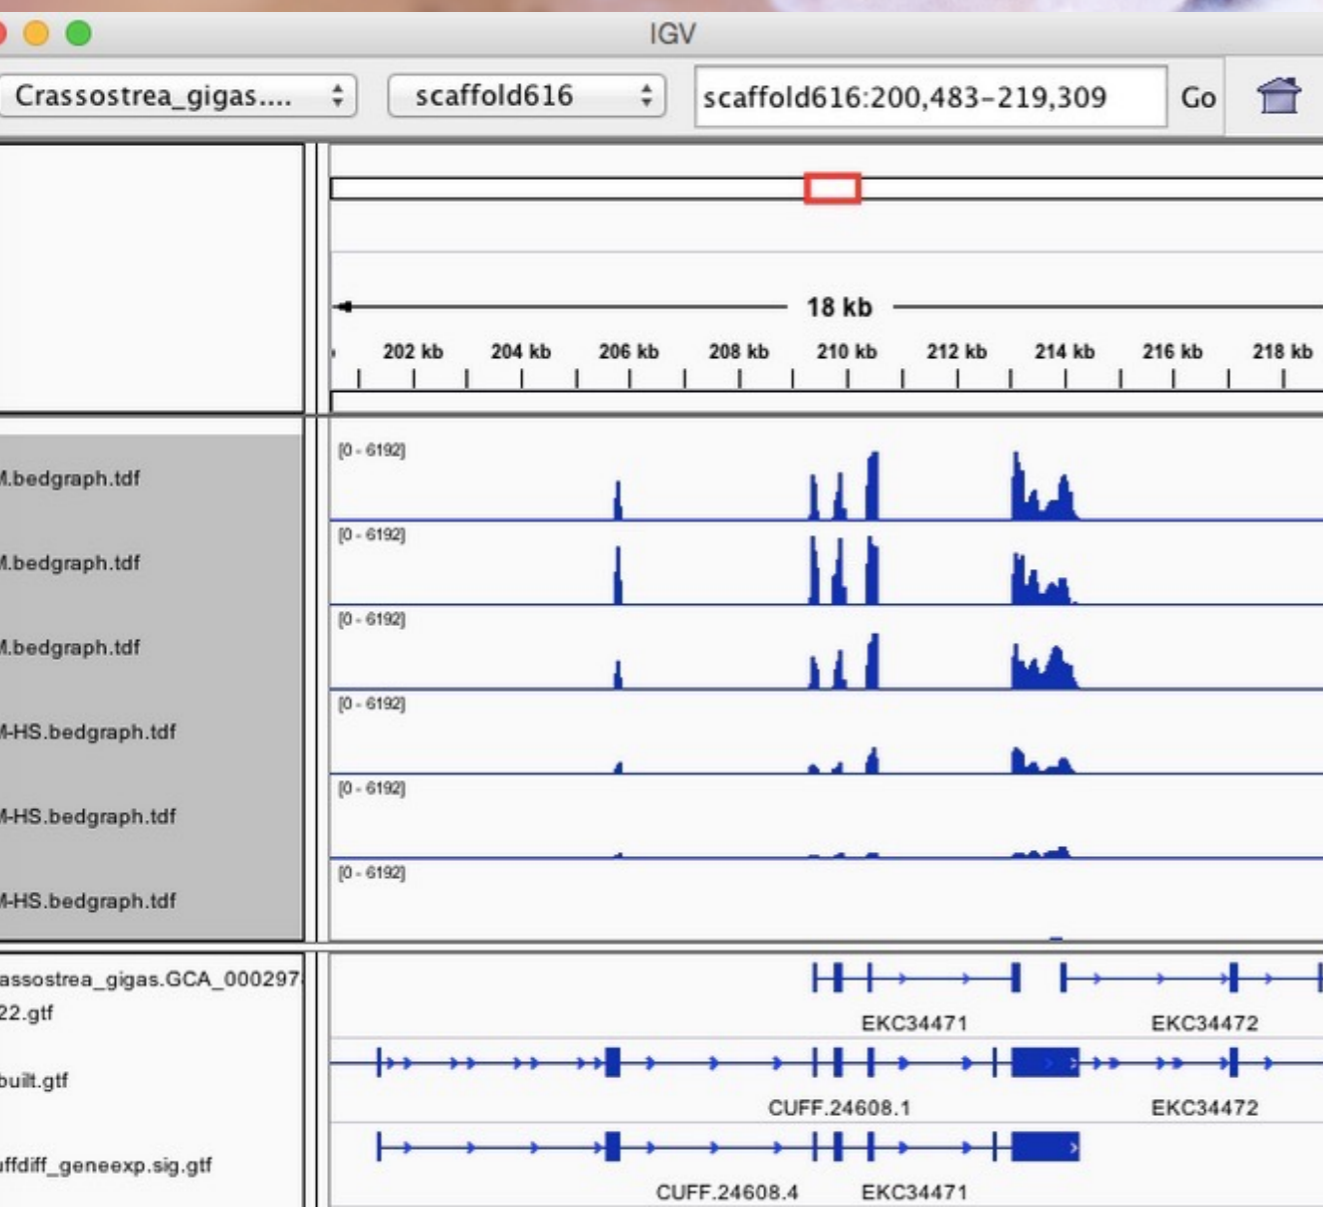 IGV
Crassostrea_gigas.... scaffold616 scaffold616:200,483-219,309 Go
18 kb
202 kb 204 kb 206 kb 208 kb 210 kb 212 kb 214 kb 216 kb 218 kb
[0 - 6192]
M.bedgraph.tdf
[0 - 6192]
M.bedgraph.tdf
[0 - 6192]
M.bedgraph.tdf
[0 - 6192]
M-HS.bedgraph.tdf
[0 - 6192]
M-HS.bedgraph.tdf
[0 - 6192]
M-HS.bedgraph.tdf
assostrea_gigas.GCA_000297
22.gtf
EKC34471 EKC34472
built.gtf
CUFF.24608.1 EKC34472
uffdiff_geneexp.sig.gtf
CUFF.24608.4 EKC34471